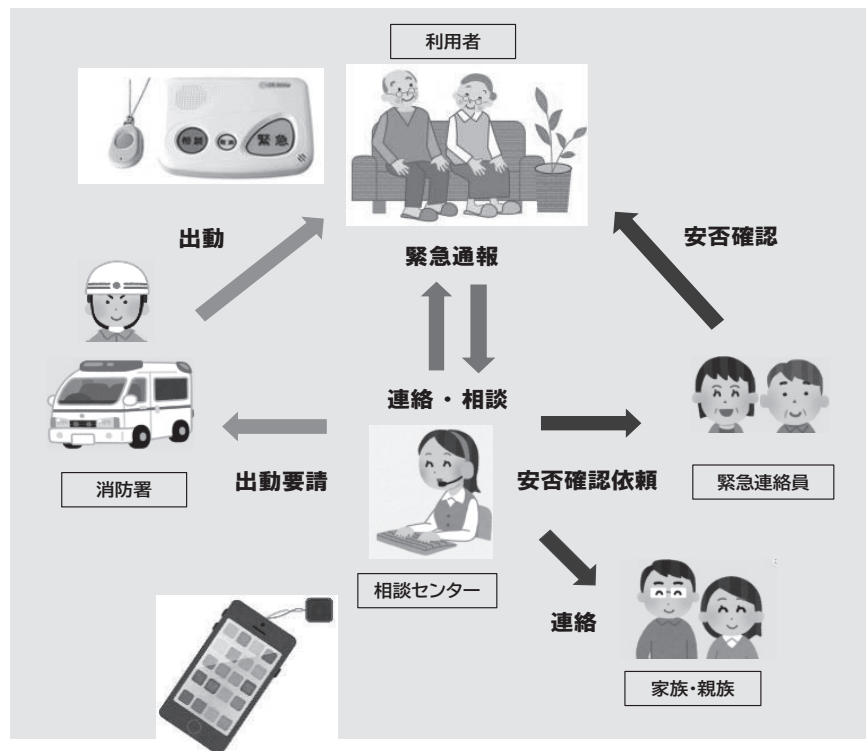 利用者
相談
緊急
出動
緊急通報
安否確認
連絡・相談
消防署
出動要請
安否確認依頼
緊急連絡員
相談センター
連絡
家族・親族